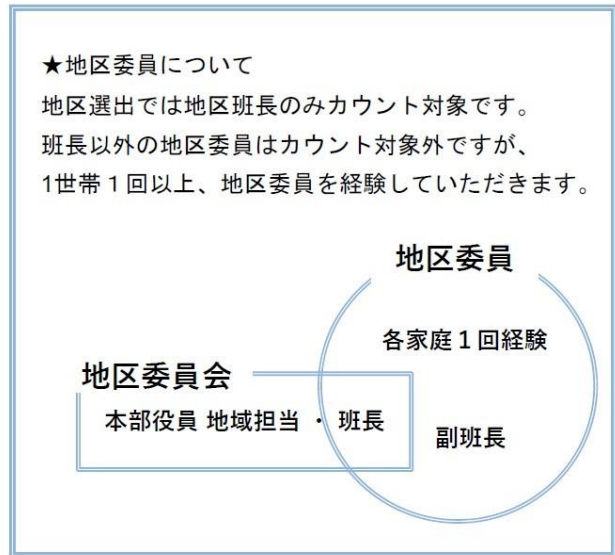 ★地区委員について
地区選出では地区班長のみカウント対象です。
班長以外の地区委員はカウント対象外ですが、
1世帯１回以上、地区委員を経験していただきます。
地区委員
各家庭１回経験
地区委員会
本部役員 地域担当 ・ 班長
副班長